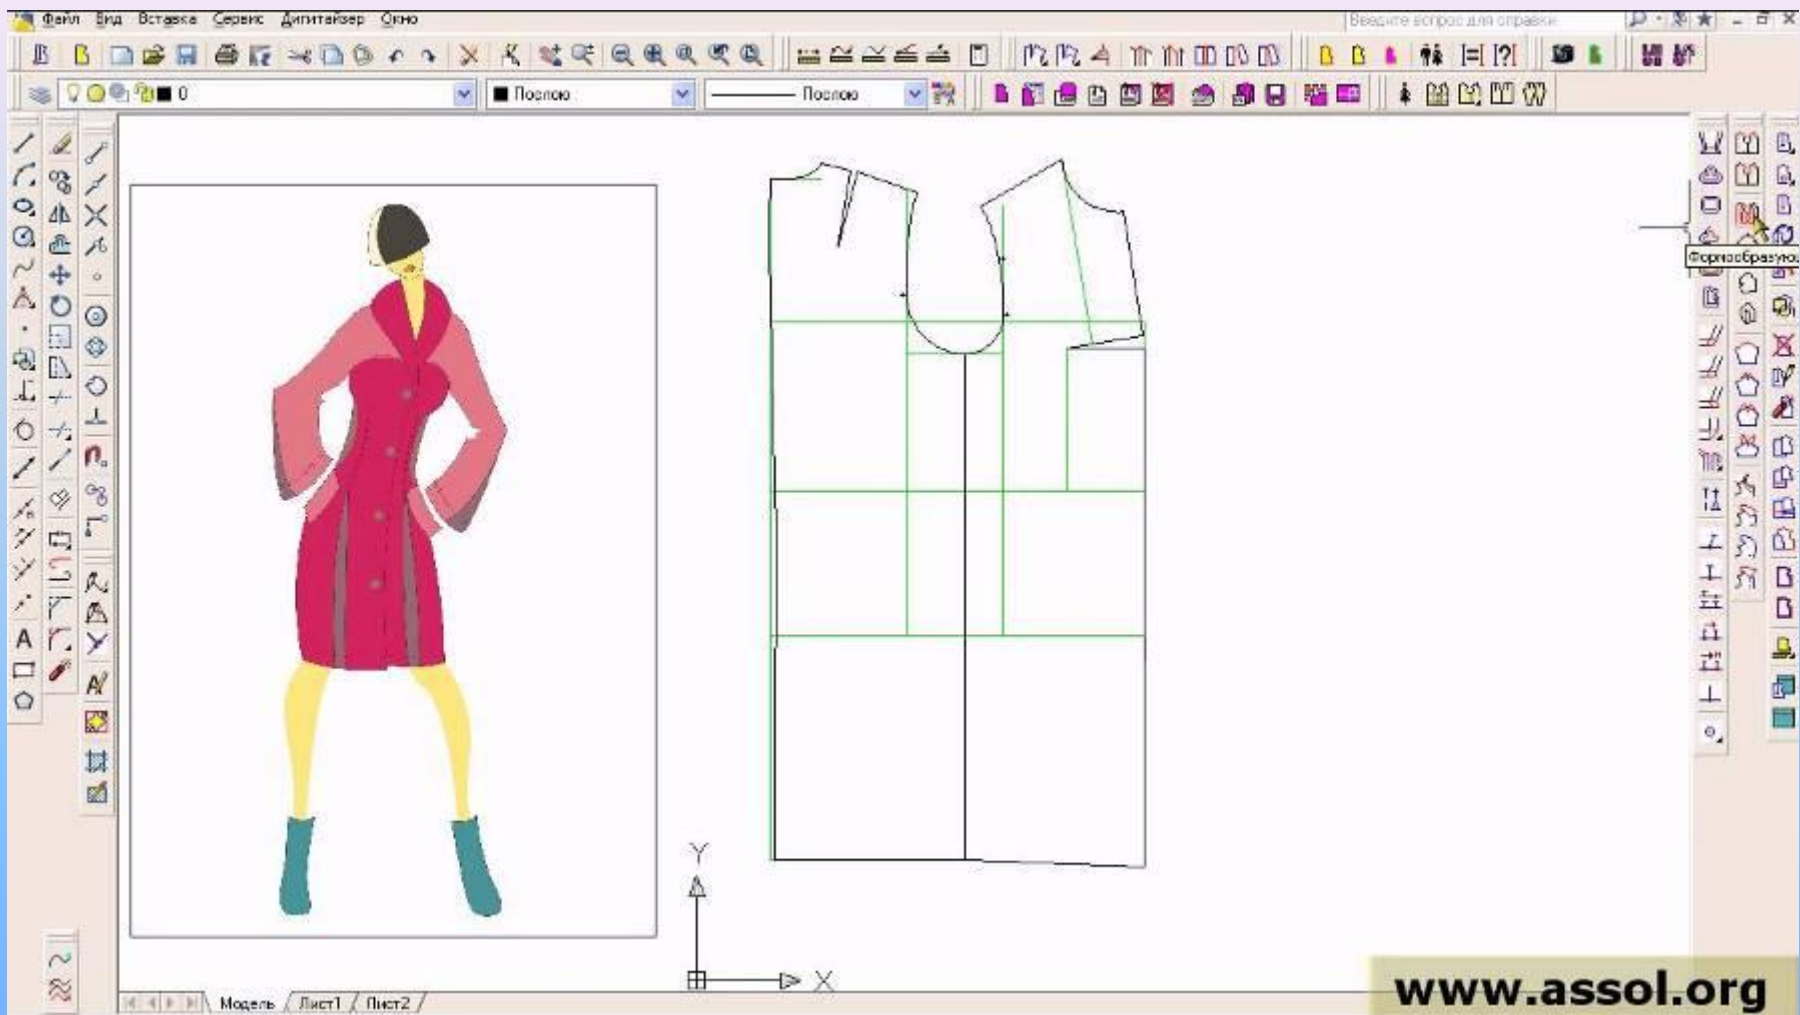 Файл Вид Вставка Сервис Дигитайзер Окно
Введите вопрос для справки
0
Послою
Послою
A
Формообразующ
Y
X
Модель Лист1 Лист2
www.assol.org